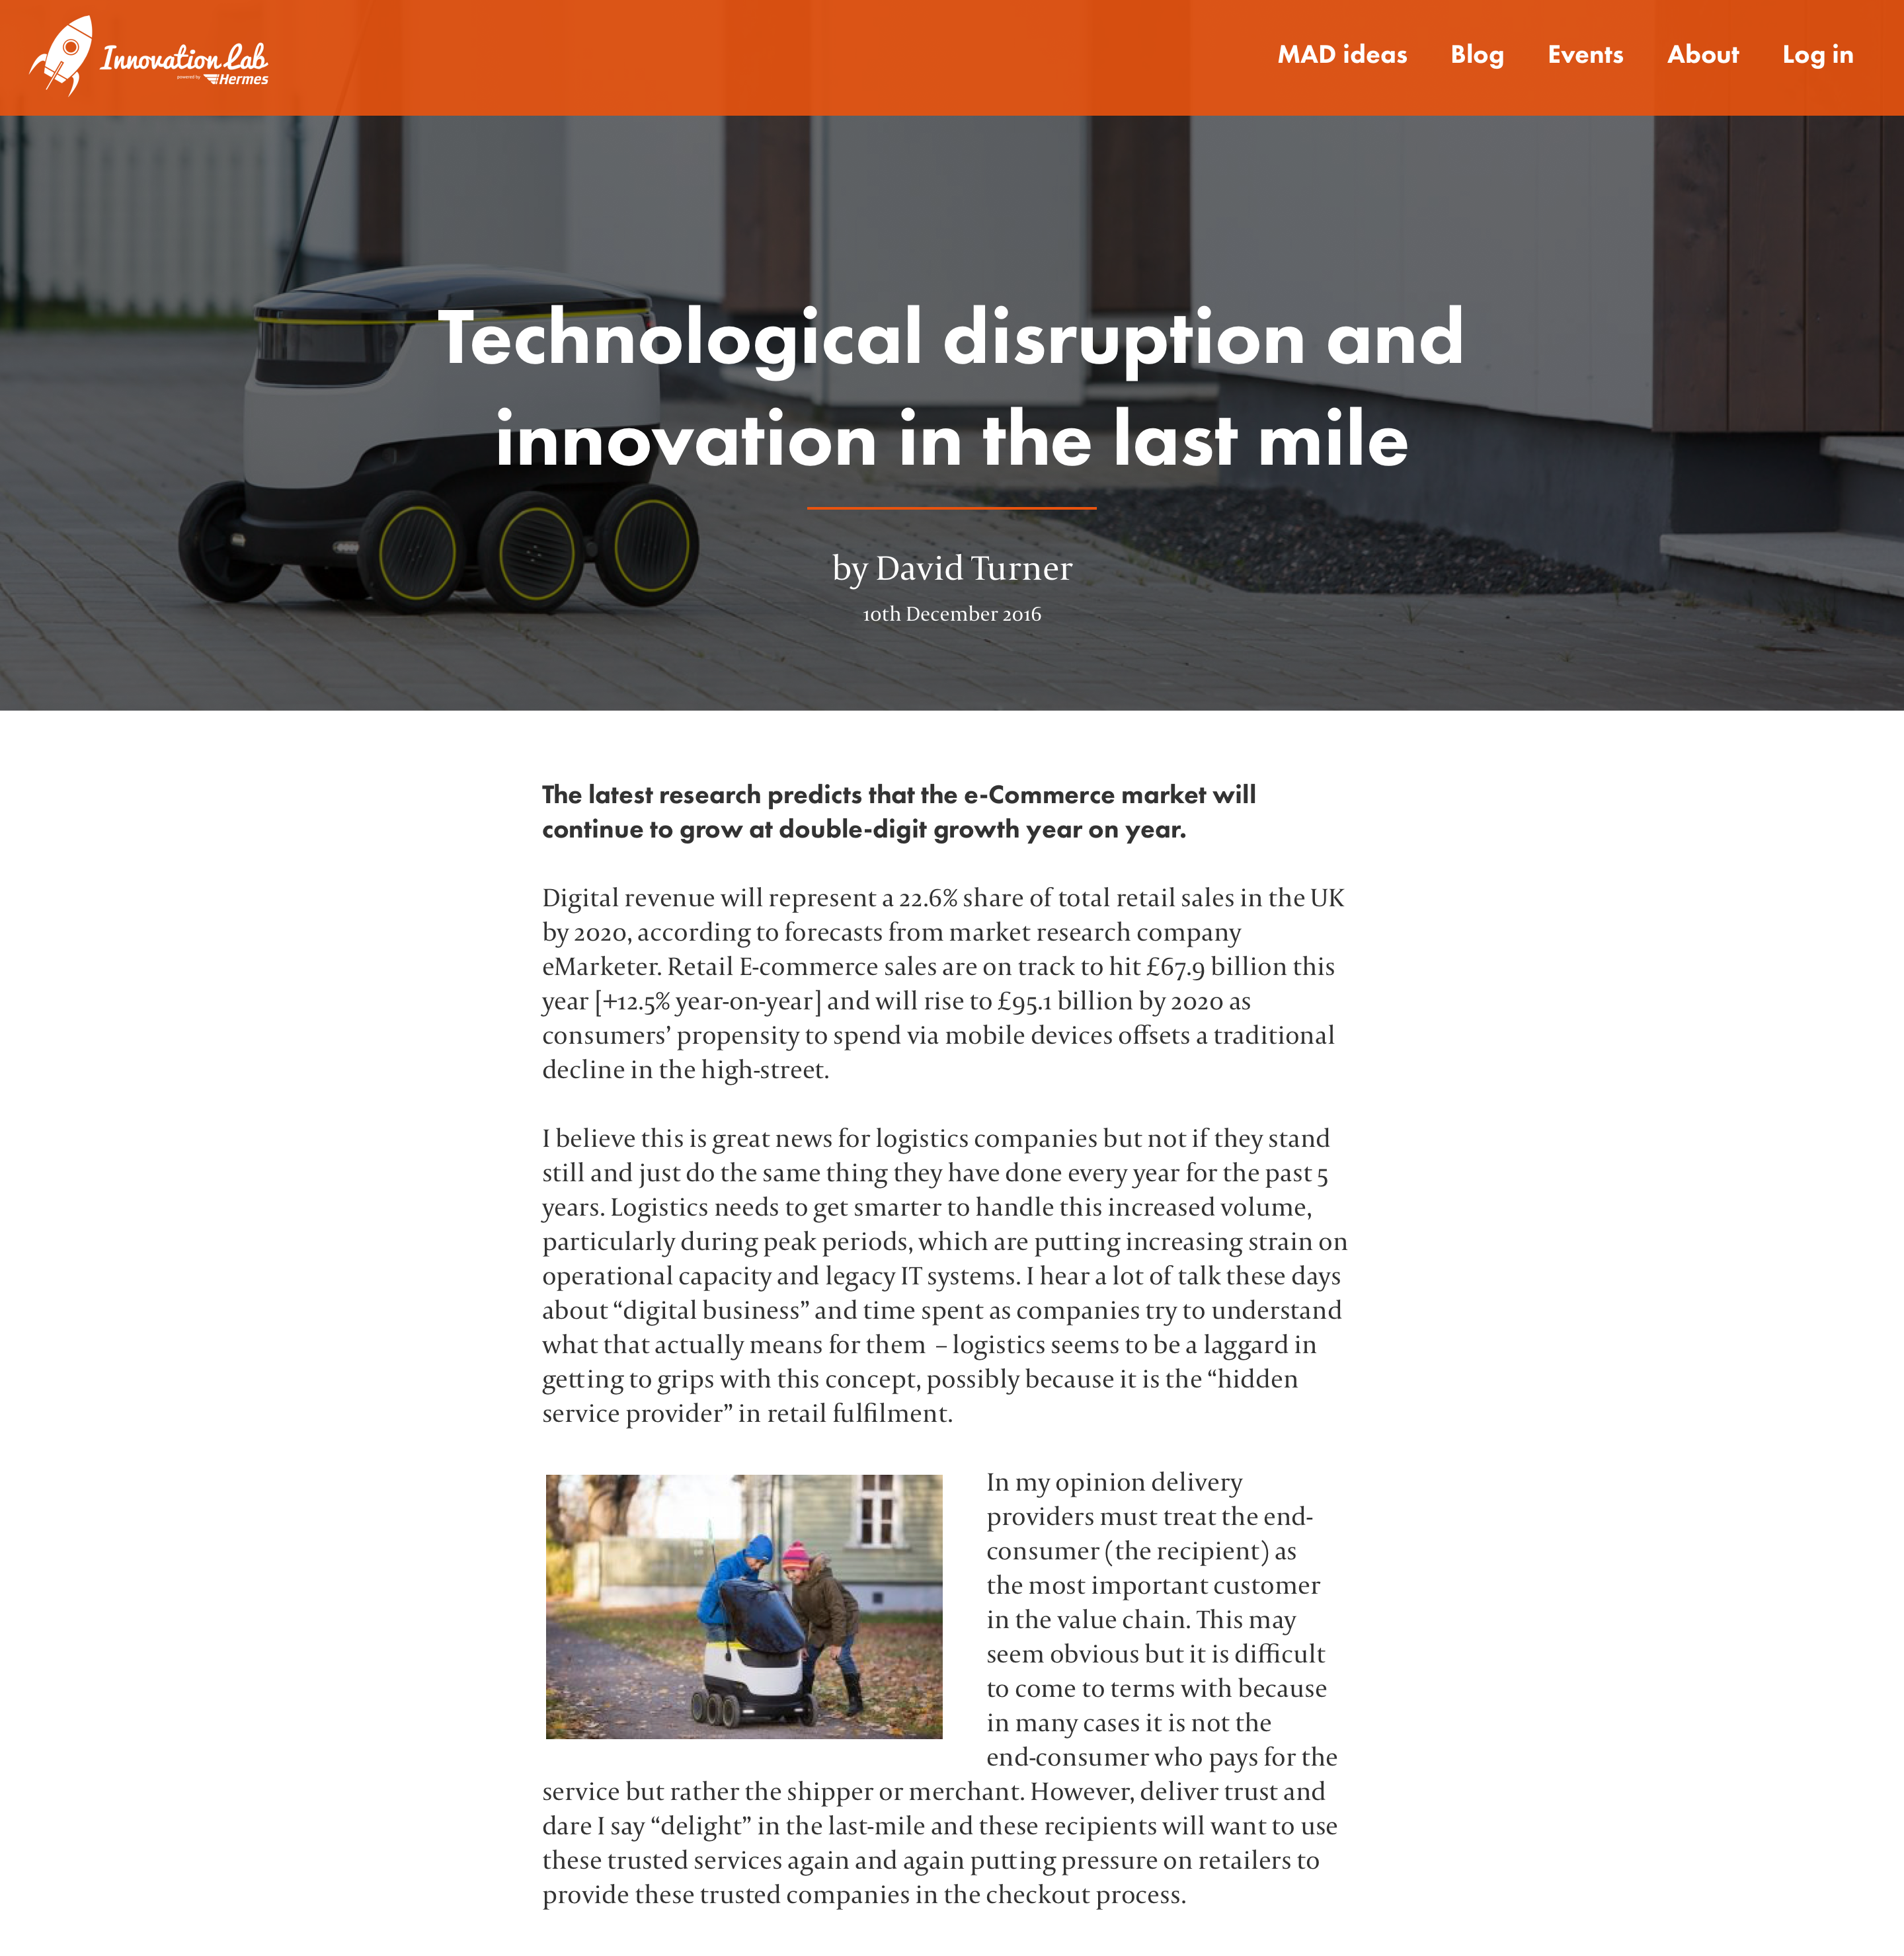 Innovation Lab
powered by Hermes
MAD ideas Blog Events About Log in
Technological disruption and
innovation in the last mile
by David Turner
10th December 2016
The latest research predicts that the e-Commerce market will
continue to grow at double-digit growth year on year.
Digital revenue will represent a 22.6% share of total retail sales in the UK
by 2020, according to forecasts from market research company
eMarketer. Retail E-commerce sales are on track to hit £67.9 billion this
year [+12.5% year-on-year] and will rise to £95.1 billion by 2020 as
consumers’ propensity to spend via mobile devices offsets a traditional
decline in the high-street.
I believe this is great news for logistics companies but not if they stand
still and just do the same thing they have done every year for the past 5
years. Logistics needs to get smarter to handle this increased volume,
particularly during peak periods, which are putting increasing strain on
operational capacity and legacy IT systems. I hear a lot of talk these days
about “digital business” and time spent as companies try to understand
what that actually means for them – logistics seems to be a laggard in
getting to grips with this concept, possibly because it is the “hidden
service provider” in retail fulfilment.
In my opinion delivery
providers must treat the end-
consumer (the recipient) as
the most important customer
in the value chain. This may
seem obvious but it is difficult
to come to terms with because
in many cases it is not the
end-consumer who pays for the
service but rather the shipper or merchant. However, deliver trust and
dare I say “delight” in the last-mile and these recipients will want to use
these trusted services again and again putting pressure on retailers to
provide these trusted companies in the checkout process.